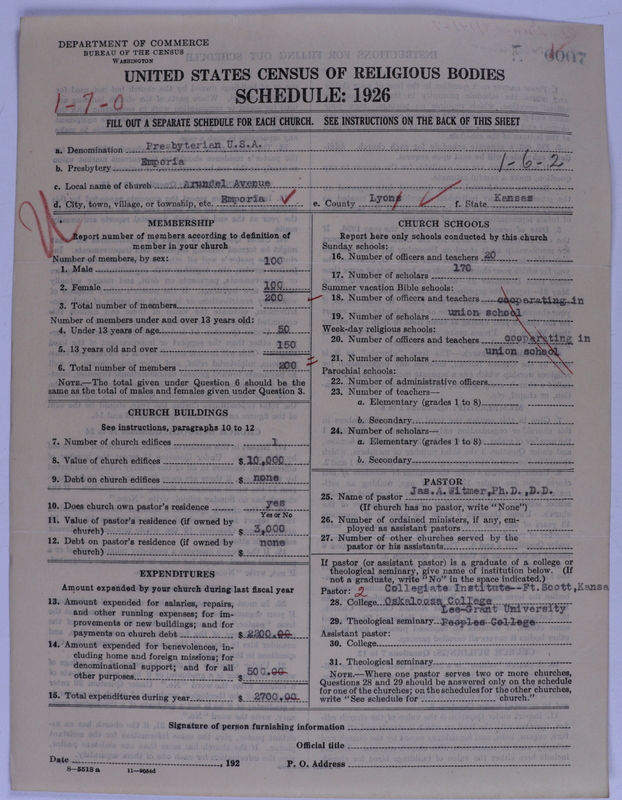 DEPARTMENT OF COMMERCE
BUREAU OF THE CENSUS
WASHINGTON
0007
UNITED STATES CENSUS OF RELIGIOUS BODIES
SCHEDULE: 1926
1-7-0
FILL OUT A SEPARATE SCHEDULE FOR EACH CHURCH. SEE INSTRUCTIONS ON THE BACK OF THIS SHEET
a. Denomination Presbyterian U.S.A.
b. Presbytery Emporia 1-6-2
c. Local name of church Arundel Avenue
d. City, town, village, or township, etc. Emporia ✓ e. County Lyons ✓ f. State Kansas
MEMBERSHIP
Report number of members according to definition of
member in your church
Number of members, by sex:
1. Male 100
2. Female 100
3. Total number of members 200
Number of members under and over 13 years old:
4. Under 13 years of age 50
5. 13 years old and over 150
6. Total number of members 200
NOTE.—The total given under Question 6 should be the
same as the total of males and females given under Question 3.
CHURCH BUILDINGS
See instructions, paragraphs 10 to 12
7. Number of church edifices 1
8. Value of church edifices $ 10,000
9. Debt on church edifices $ none
10. Does church own pastor's residence yes
Yes or No
11. Value of pastor's residence (if owned by
church) $ 3,000
12. Debt on pastor's residence (if owned by
church) $ none
EXPENDITURES
Amount expended by your church during last fiscal year
13. Amount expended for salaries, repairs,
and other running expenses; for im-
provements or new buildings; and for
payments on church debt $ 2200.00
14. Amount expended for benevolences, in-
cluding home and foreign missions; for
denominational support; and for all
other purposes $ 500.00
15. Total expenditures during year $ 2700.00
CHURCH SCHOOLS
Report here only schools conducted by this church
Sunday schools:
16. Number of officers and teachers 20
17. Number of scholars 170
Summer vacation Bible schools:
18. Number of officers and teachers cooperating in
19. Number of scholars union school
Week-day religious schools:
20. Number of officers and teachers cooperating in
21. Number of scholars union school
Parochial schools:
22. Number of administrative officers
23. Number of teachers—
a. Elementary (grades 1 to 8)
b. Secondary
24. Number of scholars—
a. Elementary (grades 1 to 8)
b. Secondary
PASTOR
25. Name of pastor Jas.A.Witmer,Ph.D.,D.D.
(If church has no pastor, write "None")
26. Number of ordained ministers, if any, em-
ployed as assistant pastors
27. Number of other churches served by the
pastor or his assistants
If pastor (or assistant pastor) is a graduate of a college or
theological seminary, give name of institution below. (If
not a graduate, write "No" in the space indicated.)
Pastor: 2 Collegiate Institute--Ft.Scott,Kansa
28. College Oskaloosa College
Lee-Grant University
29. Theological seminary Peoples College
Assistant pastor:
30. College
31. Theological seminary
NOTE.—Where one pastor serves two or more churches,
Questions 28 and 29 should be answered only on the schedule
for one of the churches; on the schedules for the other churches,
write "See schedule for church."
Signature of person furnishing information
Official title
Date , 192 P. O. Address
8—5518 a